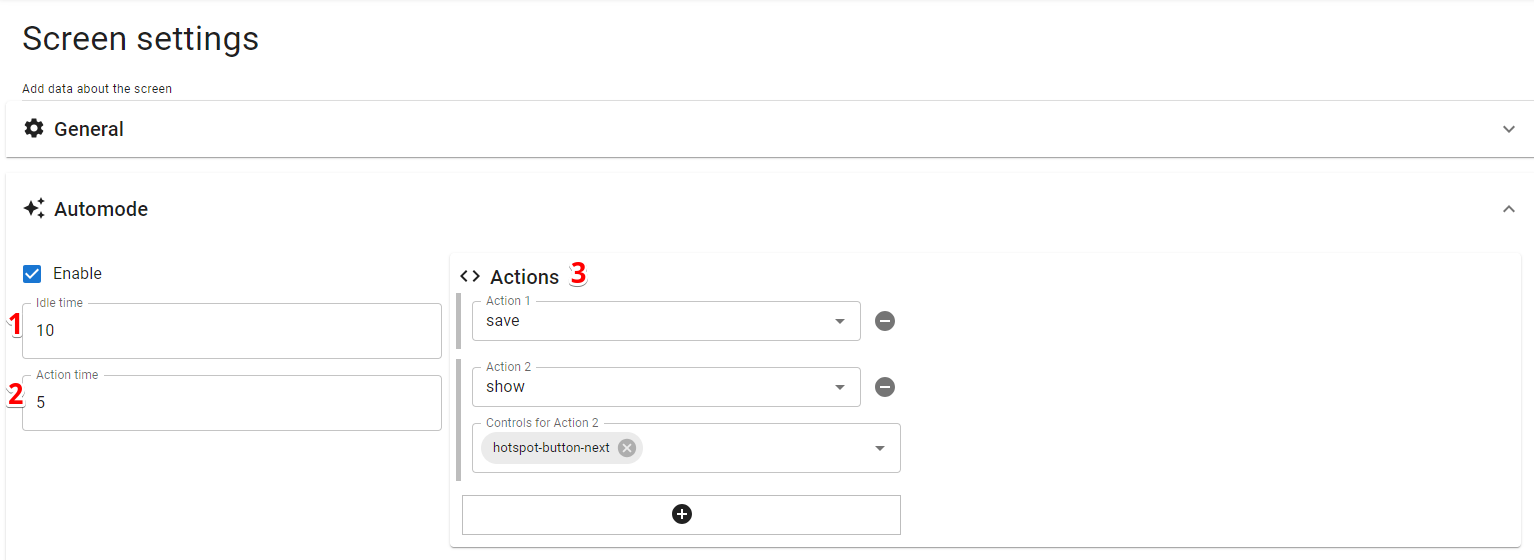 Screen settings
Add data about the screen
General
Automode
Enable
Idle time
1
10
Action time
2
5
Actions 3
Action 1
save
Action 2
show
Controls for Action 2
hotspot-button-next